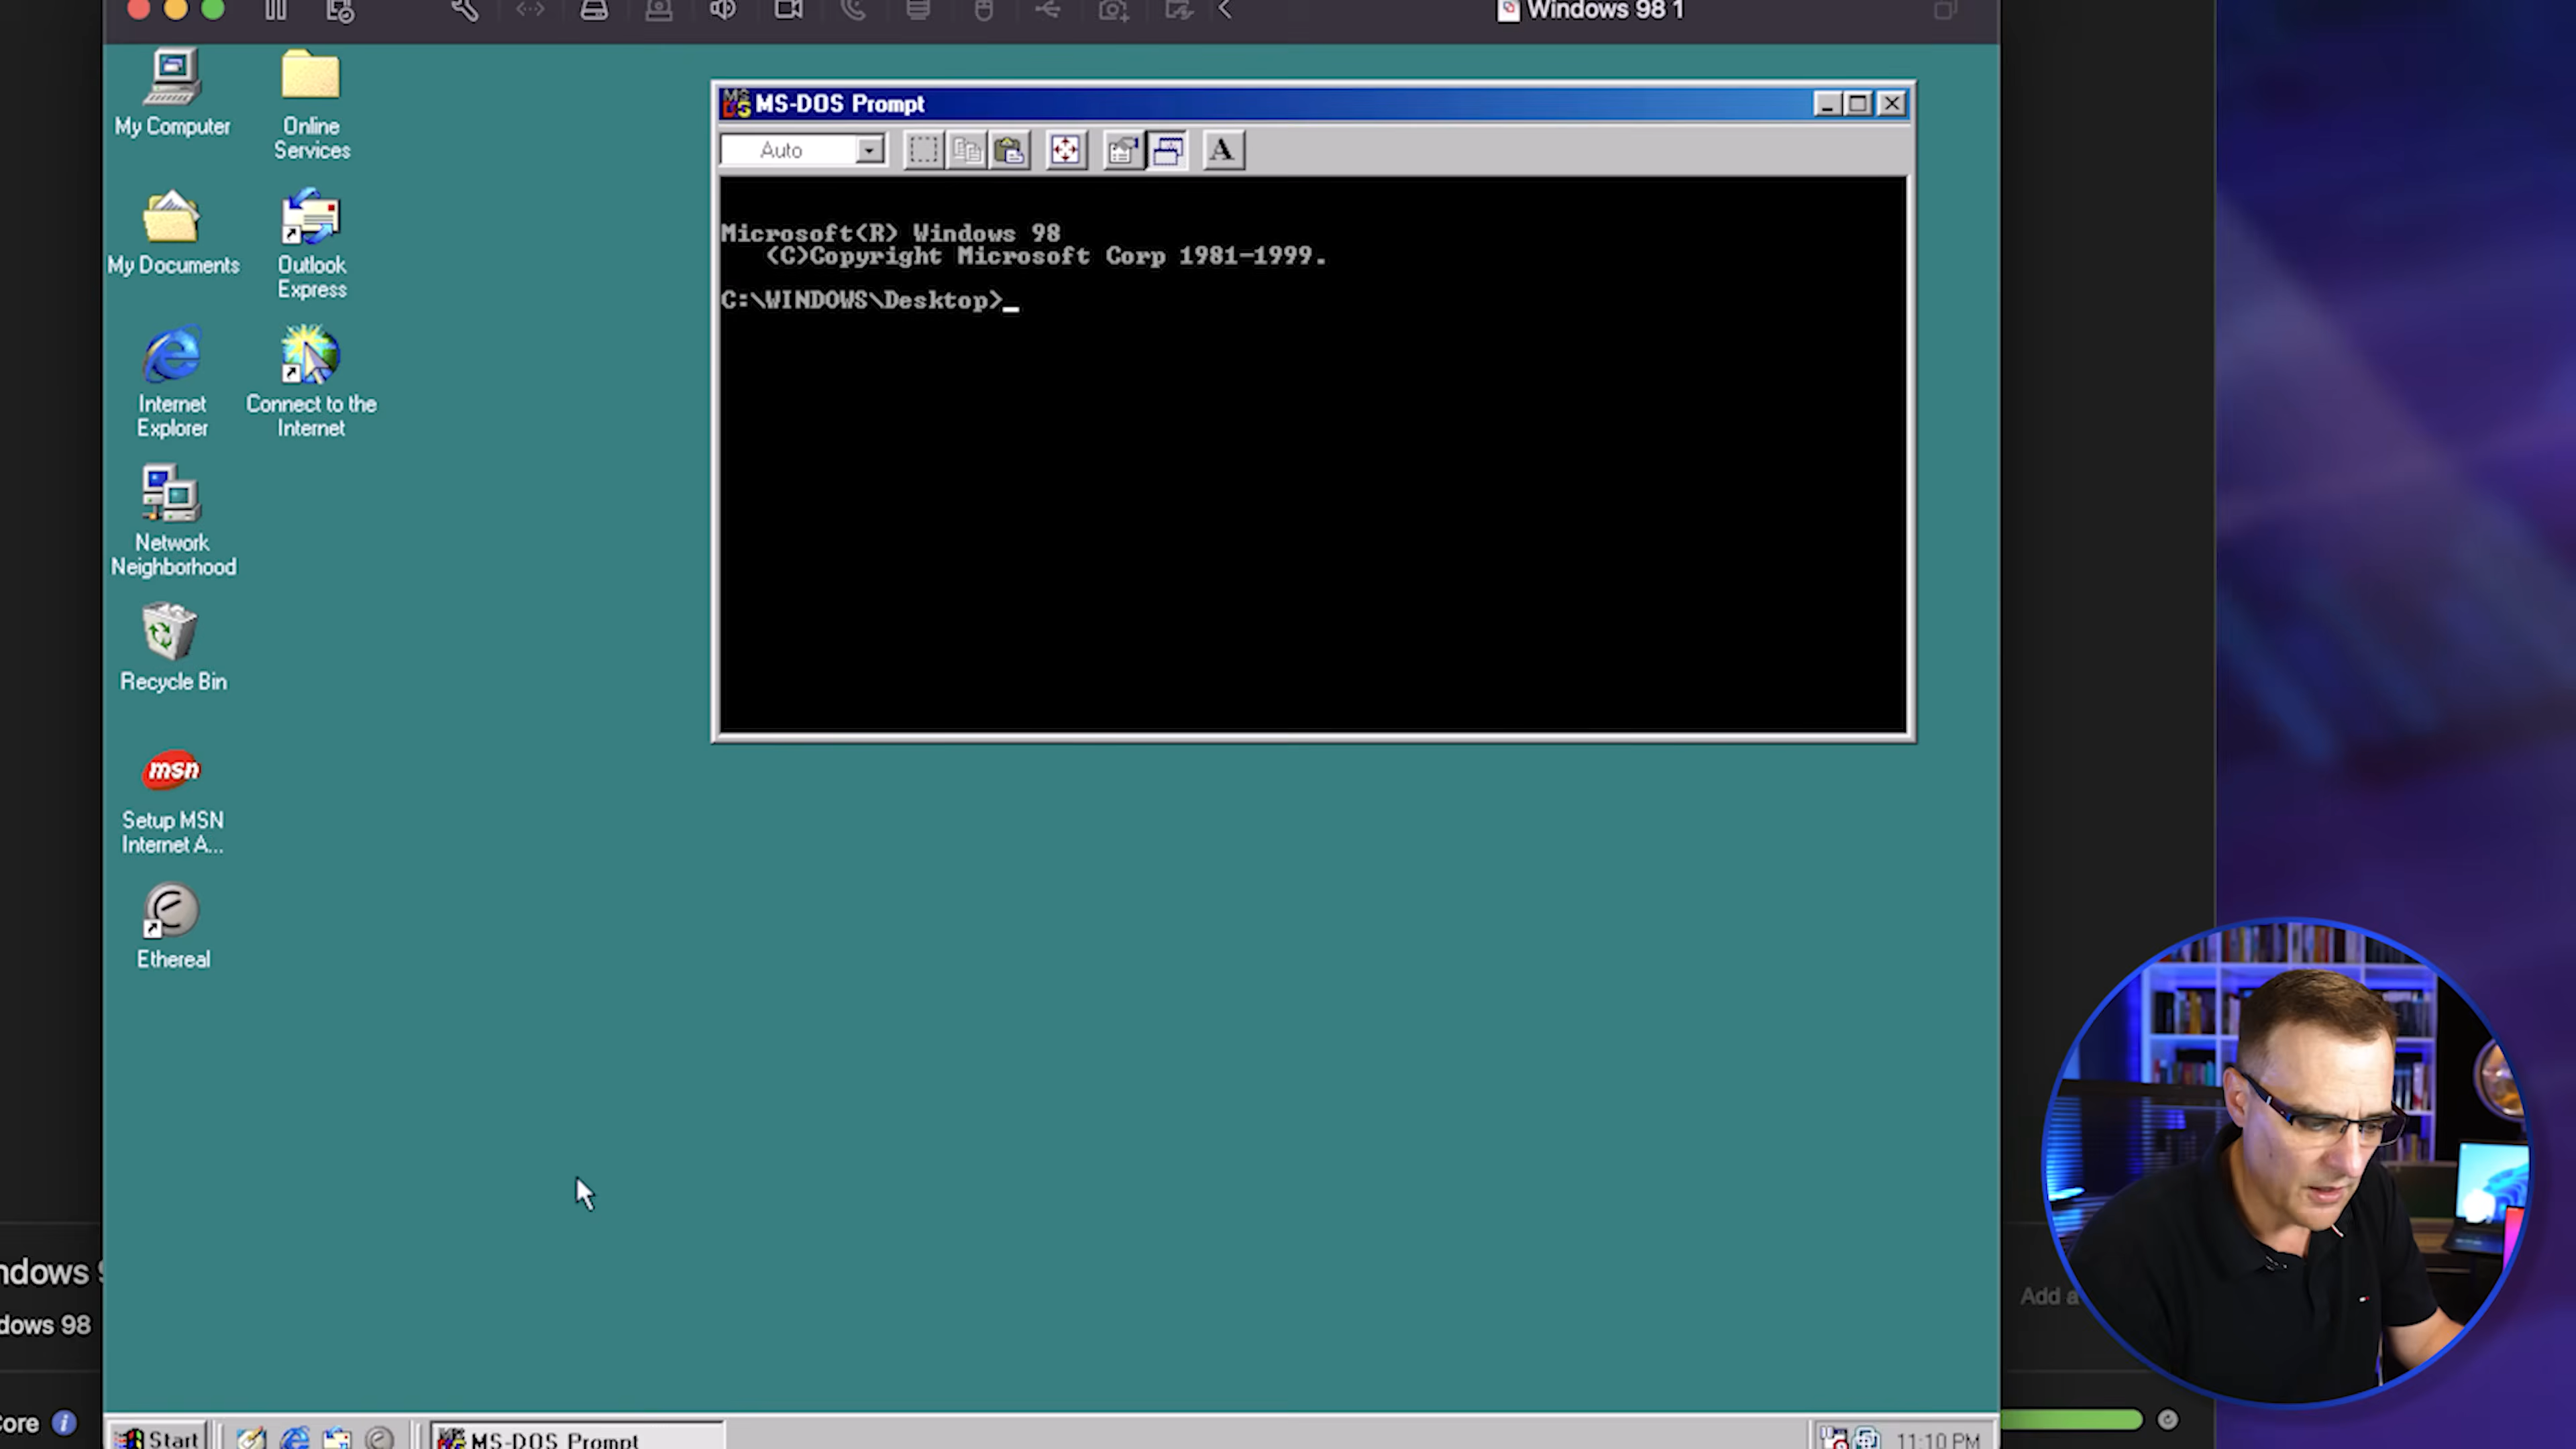 Windows 98 1
My Computer
Online
Services
My Documents
Outlook
Express
Internet
Explorer
Connect to the
Internet
Network
Neighborhood
Recycle Bin
msn
Setup MSN
Internet A...
Ethereal
MS-DOS Prompt
Auto
A
Microsoft(R) Windows 98
(C)Copyright Microsoft Corp 1981-1999.
C:\WINDOWS\Desktop>_
ndows 9
dows 98
Core
Add a
Start
MS-DOS Prompt
11:10 PM